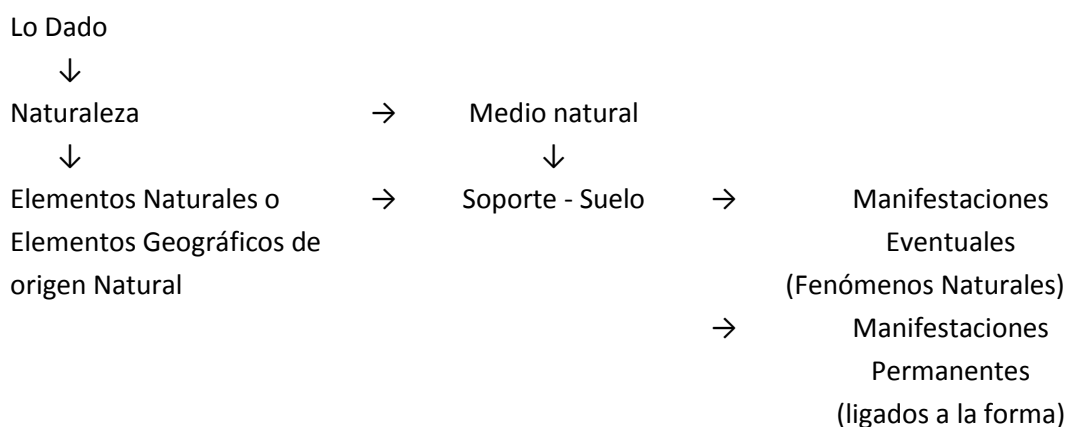 Lo Dado
↓
Naturaleza → Medio natural
↓ ↓
Elementos Naturales o → Soporte - Suelo → Manifestaciones
Elementos Geográficos de Eventuales
origen Natural (Fenómenos Naturales)
→ Manifestaciones
Permanentes
(ligados a la forma)